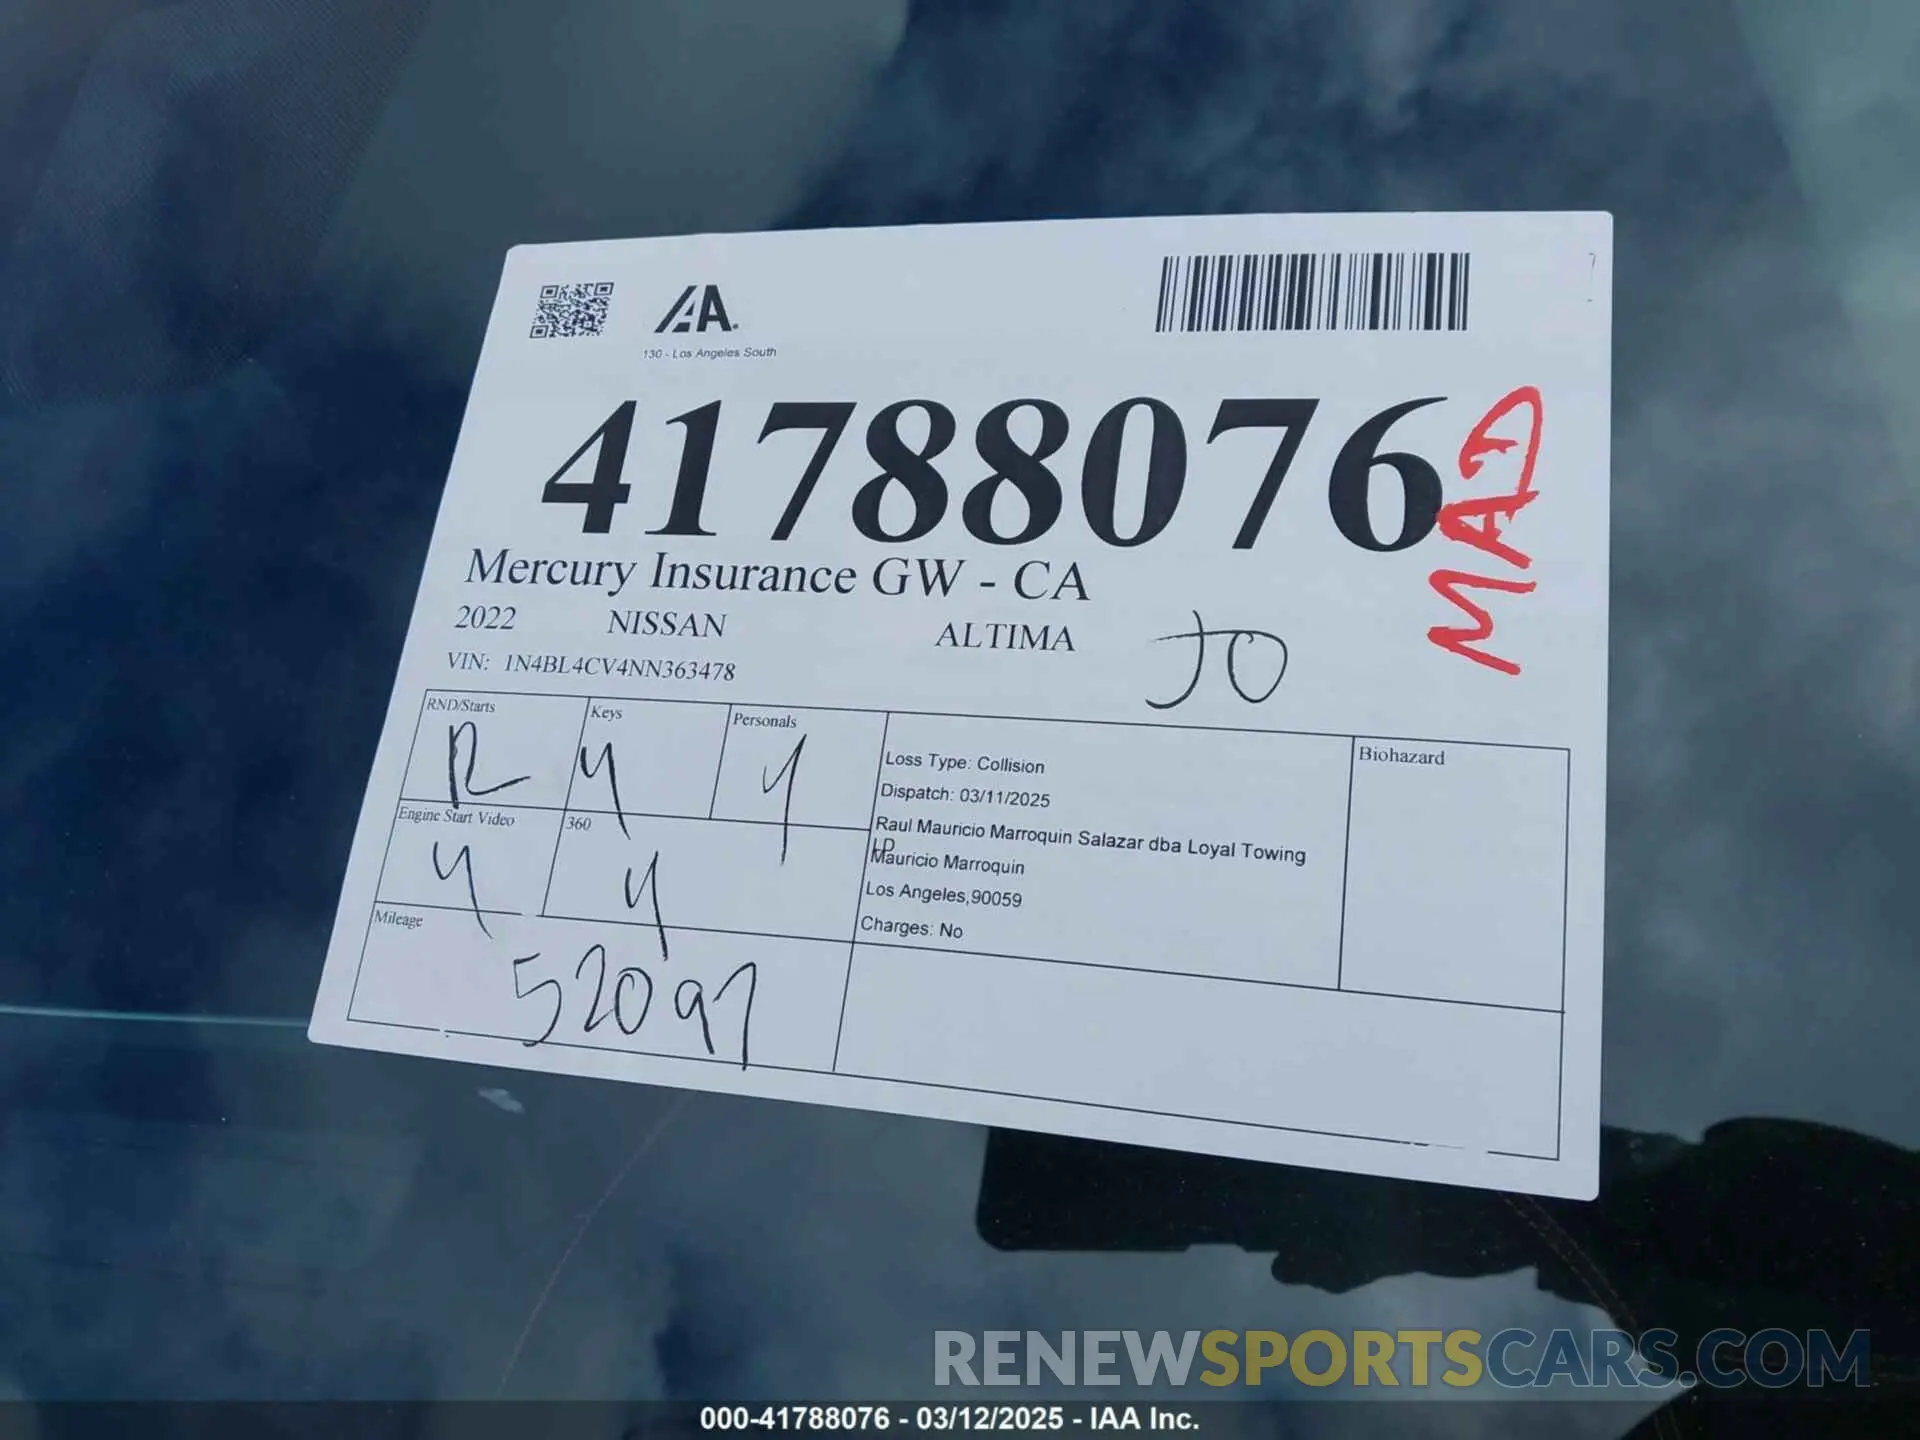 IAA.
130 - Los Angeles South
41788076
MAD
Mercury Insurance GW - CA
2022 NISSAN ALTIMA
JO
VIN: 1N4BL4CV4NN363478
RND/Starts Keys Personals
R Y Y
Engine Start Video 360
Y Y
Mileage
52097
Loss Type: Collision
Dispatch: 03/11/2025
Raul Mauricio Marroquin Salazar dba Loyal Towing
LP
Mauricio Marroquin
Los Angeles,90059
Charges: No
Biohazard
RENEWSPORTSCARS.COM
000-41788076 - 03/12/2025 - IAA Inc.